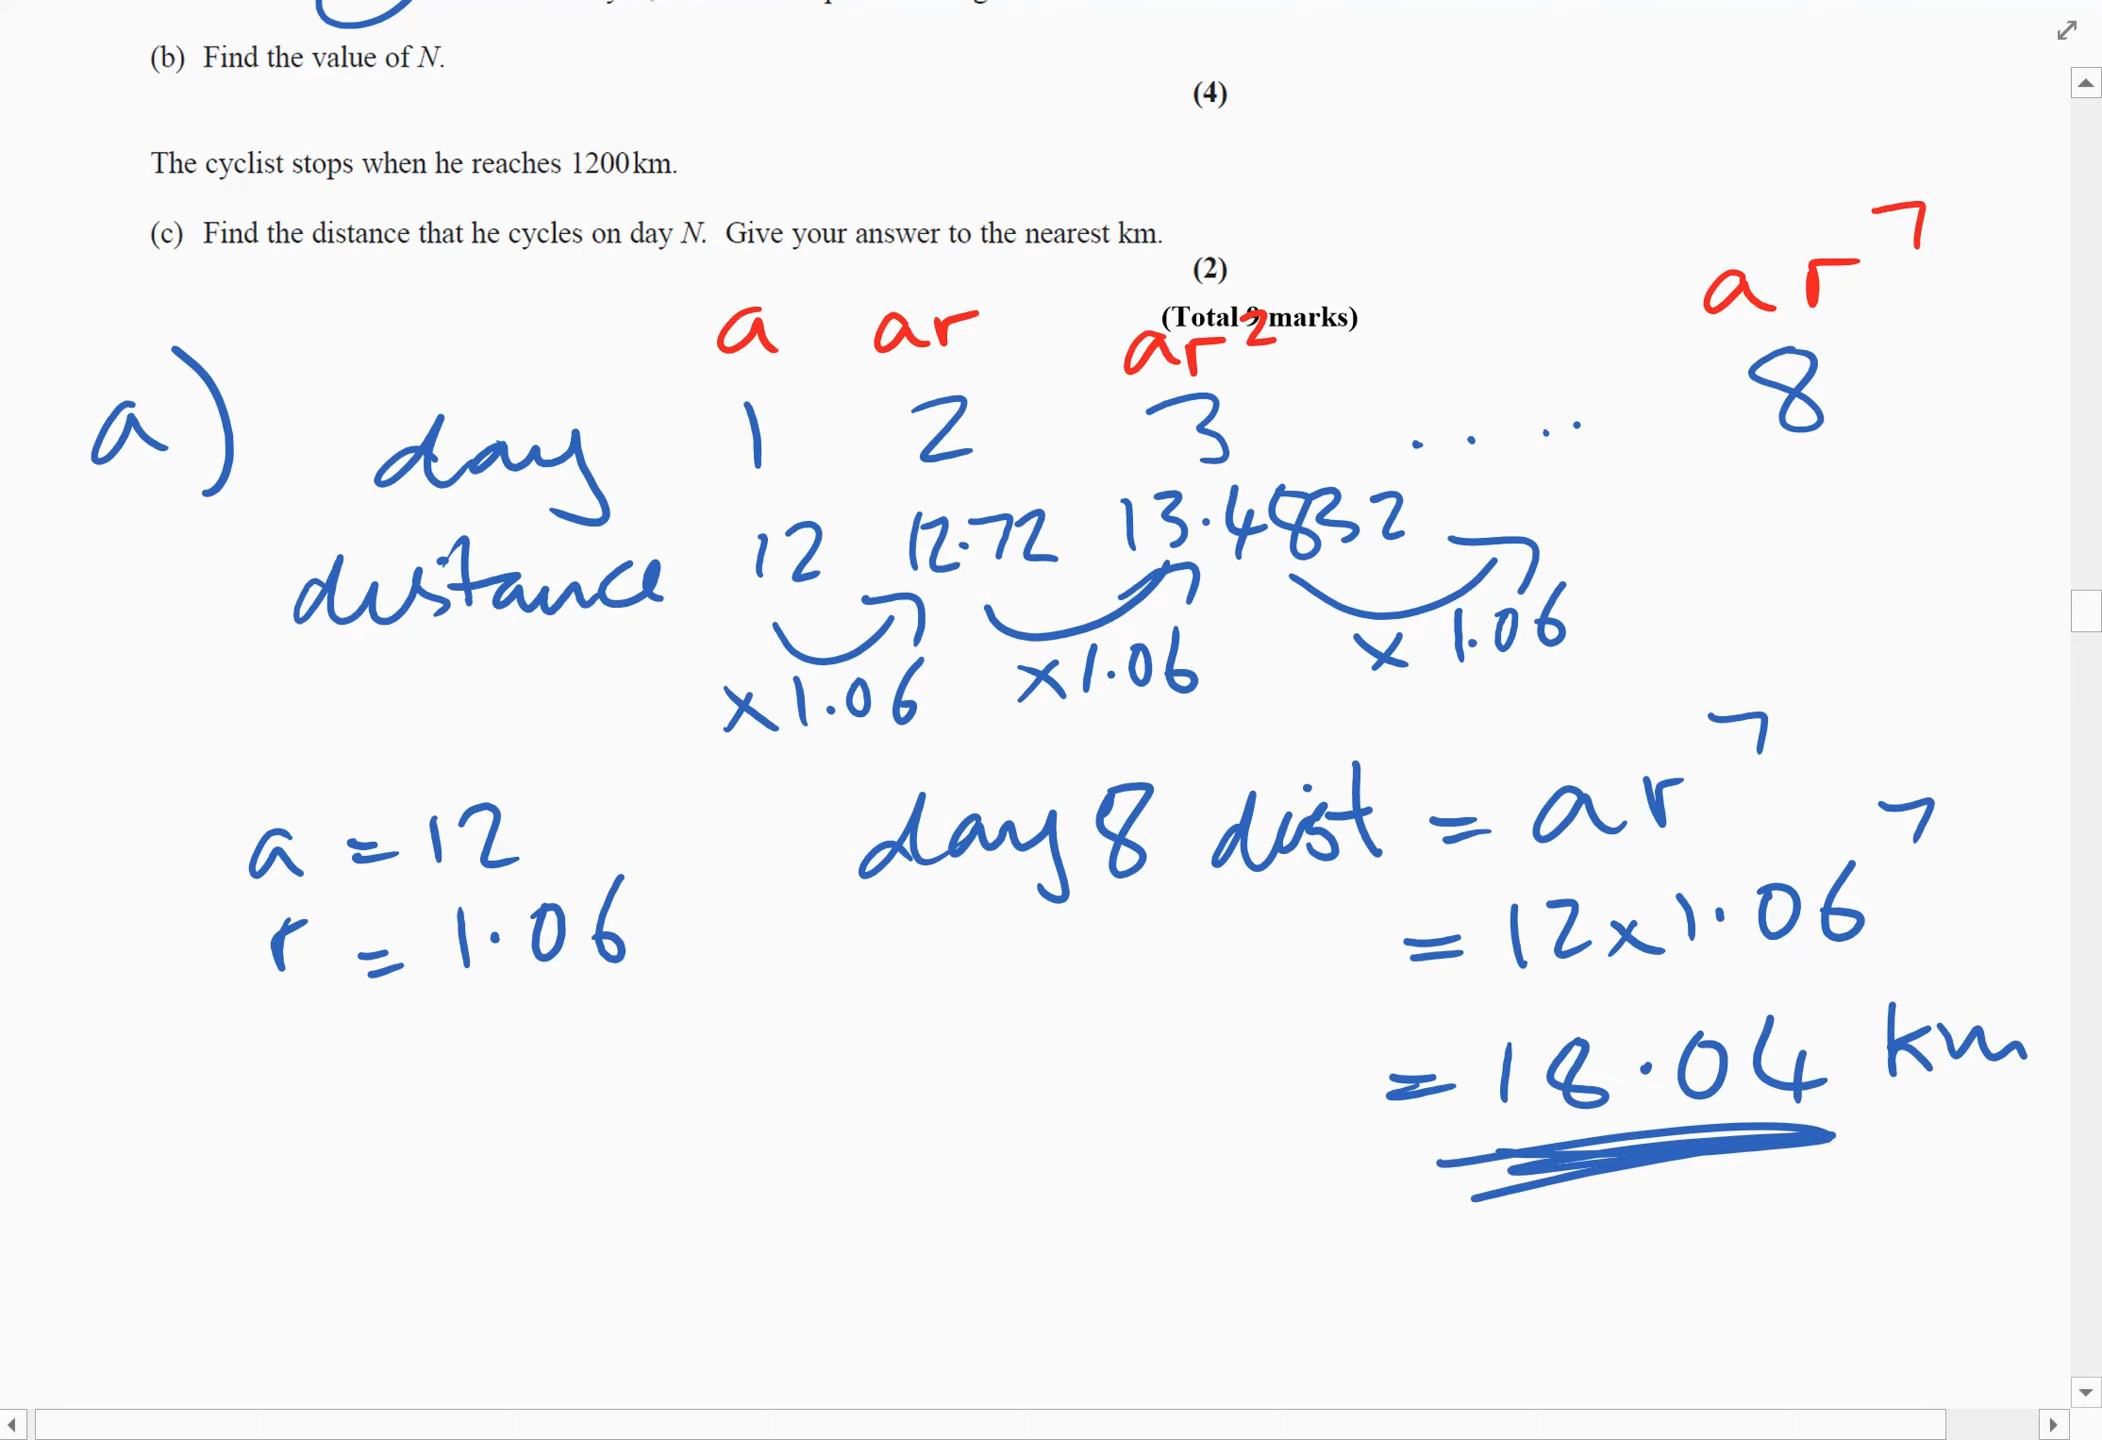 (b) Find the value of N.
(4)
The cyclist stops when he reaches 1200 km.
(c) Find the distance that he cycles on day N. Give your answer to the nearest km.
(2)
(Total 9 marks)
a ar ar² ar⁷
a) day 1 2 3 .... 8
distance 12 12.72 13.4832
×1.06 ×1.06 × 1.06
a = 12
r = 1.06
day 8 dist = ar⁷
= 12×1.06⁷
= 18.04 km